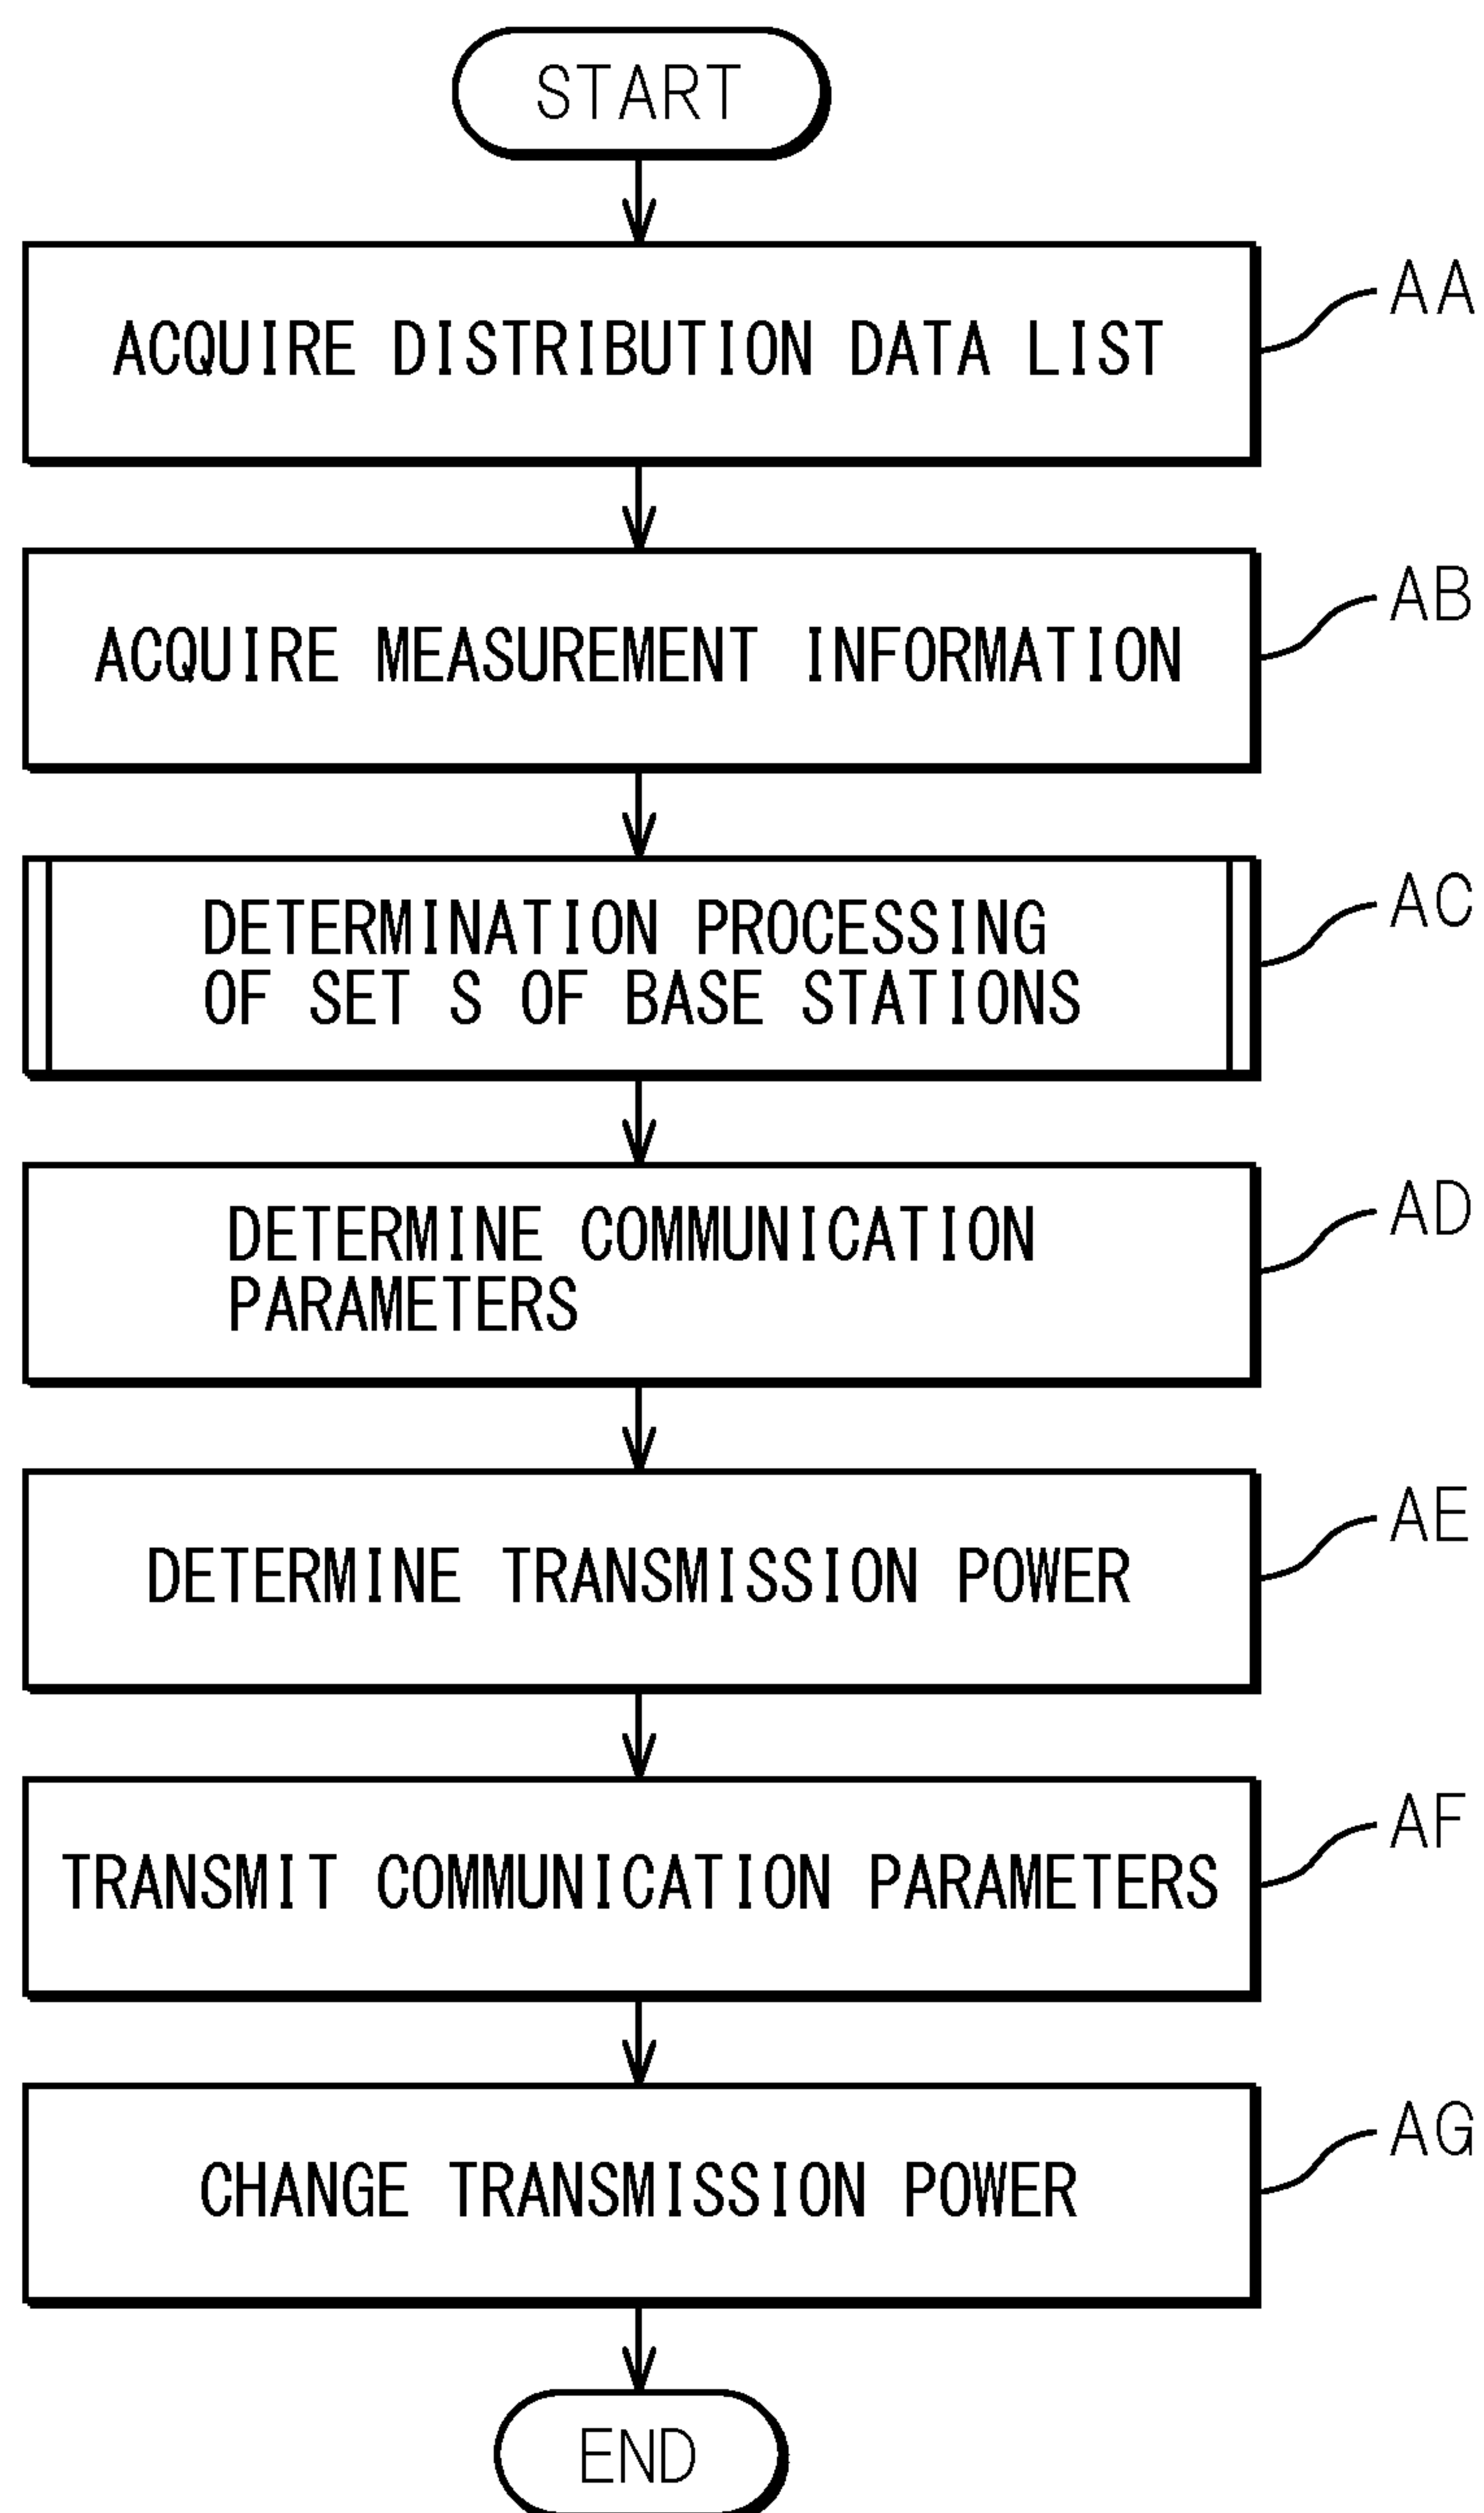 START
ACQUIRE DISTRIBUTION DATA LIST
AA
ACQUIRE MEASUREMENT INFORMATION
AB
DETERMINATION PROCESSING
OF SET S OF BASE STATIONS
AC
DETERMINE COMMUNICATION
PARAMETERS
AD
DETERMINE TRANSMISSION POWER
AE
TRANSMIT COMMUNICATION PARAMETERS
AF
CHANGE TRANSMISSION POWER
AG
END